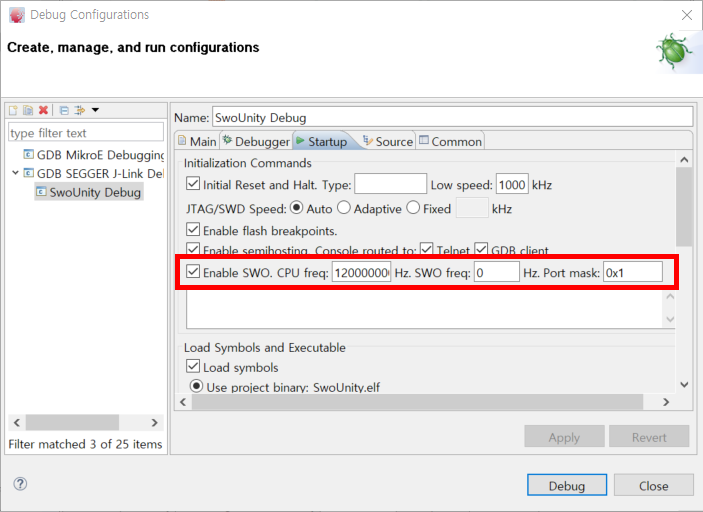 Debug Configurations
Create, manage, and run configurations
type filter text
GDB MikroE Debugging
GDB SEGGER J-Link De
SwoUnity Debug
Filter matched 3 of 25 items
Name: SwoUnity Debug
Main Debugger Startup Source Common
Initialization Commands
Initial Reset and Halt. Type: Low speed: 1000 kHz
JTAG/SWD Speed: Auto Adaptive Fixed kHz
Enable flash breakpoints.
Enable semihosting. Console routed to: Telnet GDB client
Enable SWO. CPU freq: 12000000 Hz. SWO freq: 0 Hz. Port mask: 0x1
Load Symbols and Executable
Load symbols
Use project binary: SwoUnity.elf
Apply Revert
? Debug Close